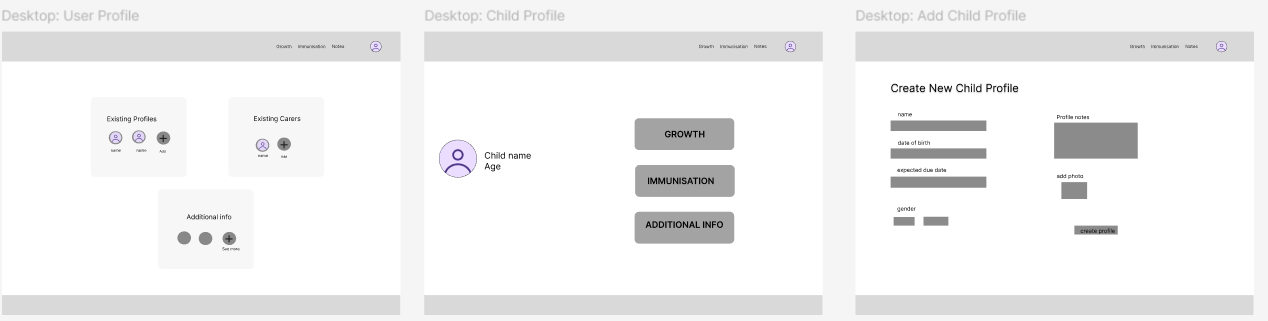 Desktop: User Profile
Growth Immunisation Notes
Existing Profiles
name name Add
Existing Carers
name add
Additional info
See more
Desktop: Child Profile
Growth Immunisation Notes
Child name
Age
GROWTH
IMMUNISATION
ADDITIONAL INFO
Desktop: Add Child Profile
Growth Immunisation Notes
Create New Child Profile
name
date of birth
expected due date
gender
Profile notes
add photo
create profile